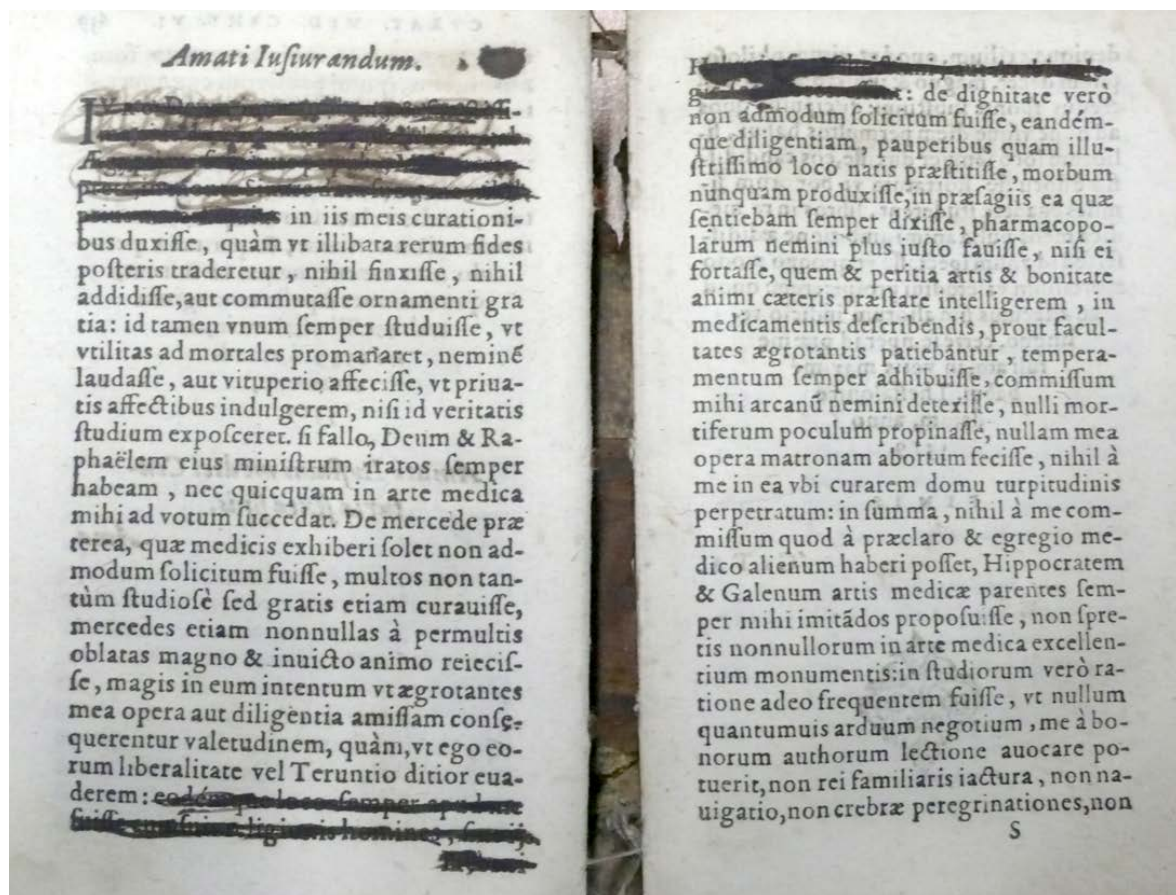 Amati Iusiurandum.
in iis meis curationi-
bus duxisse, quàm vt illibara rerum fides
posteris traderetur, nihil finxisse, nihil
addidisse, aut commutasse ornamenti gra
tia: id tamen vnum semper studuisse, vt
vtilitas ad mortales promanaret, neminẽ
laudasse, aut vituperio affecisse, vt priua-
tis affectibus indulgerem, nisi id veritatis
studium exposceret. si fallo, Deum & Ra-
phaëlem eius ministrum iratos semper
habeam, nec quicquam in arte medica
mihi ad votum succedat. De mercede præ
terea, quæ medicis exhiberi solet non ad-
modum solicitum fuisse, multos non tan-
tùm studiosè sed gratis etiam curauisse,
mercedes etiam nonnullas à permultis
oblatas magno & inuicto animo reiecis-
se, magis in eum intentum vt ægrotantes
mea opera aut diligentia amissam conse-
querentur valetudinem, quàm, vt ego eo-
rum liberalitate vel Teruntio ditior eua-
derem:
: de dignitate verò
non admodum solicitum fuisse, eandém-
que diligentiam, pauperibus quam illu-
strissimo loco natis præstitisse, morbum
nunquam produxisse, in præsagiis ea quæ
sentiebam semper dixisse, pharmacopo-
larum nemini plus iusto fauisse, nisi ei
fortasse, quem & peritia artis & bonitate
animi cæteris præstare intelligerem, in
medicamentis describendis, prout facul-
tates ægrotantis patiebantur, tempera-
mentum semper adhibuisse, commissum
mihi arcanũ nemini detexisse, nulli mor-
tiferum poculum propinasse, nullam mea
opera matronam abortum fecisse, nihil à
me in ea vbi curarem domu turpitudinis
perpetratum: in summa, nihil à me com-
missum quod à præclaro & egregio me-
dico alienum haberi posset, Hippocratem
& Galenum artis medicæ parentes sem-
per mihi imitãdos proposuisse, non spre-
tis nonnullorum in arte medica excellen-
tium monumentis: in studiorum verò ra-
tione adeo frequentem fuisse, vt nullum
quantumuis arduum negotium, me à bo-
norum authorum lectione auocare po-
tuerit, non rei familiaris iactura, non na-
uigatio, non crebræ peregrinationes, non
S